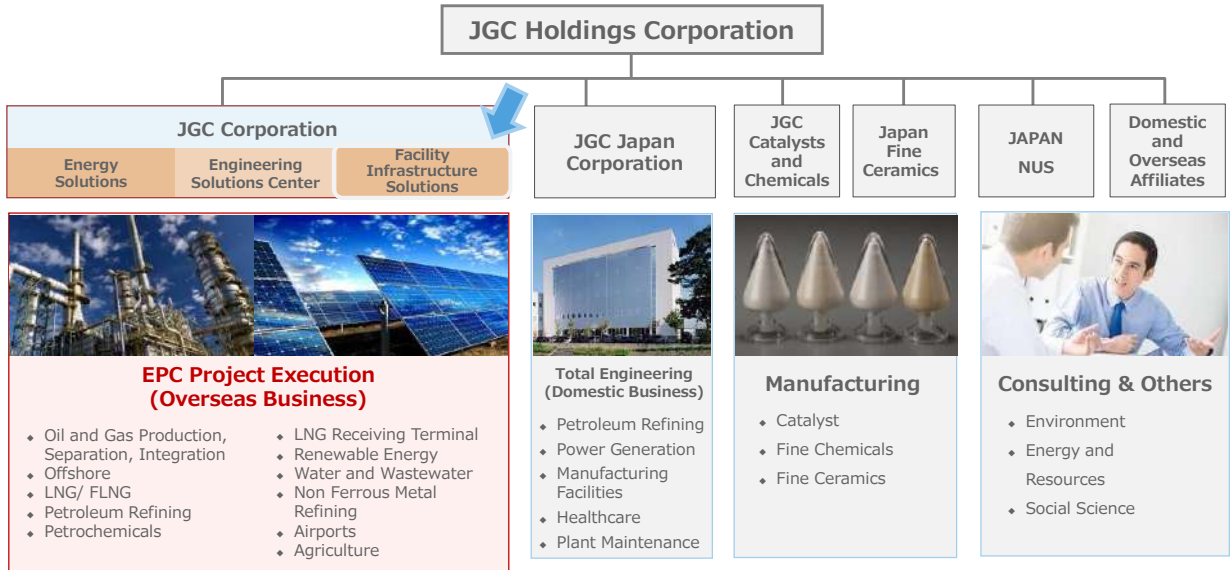 JGC Holdings Corporation
JGC Corporation
Energy
Solutions
Engineering
Solutions Center
Facility
Infrastructure
Solutions
JGC Japan
Corporation
JGC
Catalysts
and
Chemicals
Japan
Fine
Ceramics
JAPAN
NUS
Domestic
and
Overseas
Affiliates
EPC Project Execution
(Overseas Business)
◆ Oil and Gas Production,
Separation, Integration
◆ Offshore
◆ LNG/ FLNG
◆ Petroleum Refining
◆ Petrochemicals
◆ LNG Receiving Terminal
◆ Renewable Energy
◆ Water and Wastewater
◆ Non Ferrous Metal
Refining
◆ Airports
◆ Agriculture
Total Engineering
(Domestic Business)
◆ Petroleum Refining
◆ Power Generation
◆ Manufacturing
Facilities
◆ Healthcare
◆ Plant Maintenance
Manufacturing
◆ Catalyst
◆ Fine Chemicals
◆ Fine Ceramics
Consulting & Others
◆ Environment
◆ Energy and
Resources
◆ Social Science